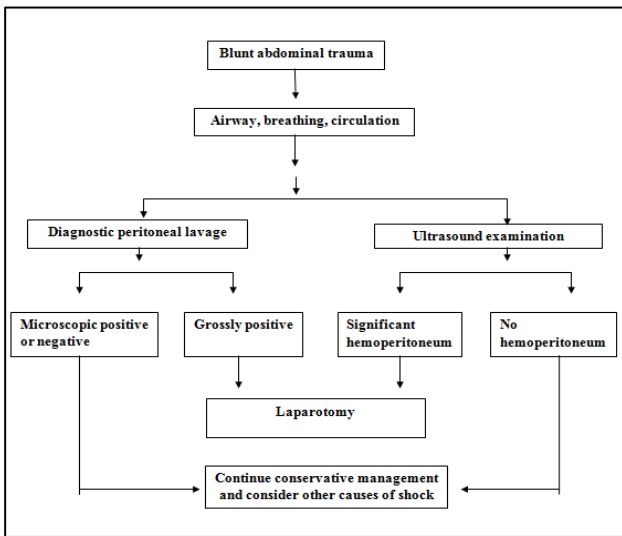 Blunt abdominal trauma
Airway, breathing, circulation
Diagnostic peritoneal lavage
Ultrasound examination
Microscopic positive
or negative
Grossly positive
Significant
hemoperitoneum
No
hemoperitoneum
Laparotomy
Continue conservative management
and consider other causes of shock